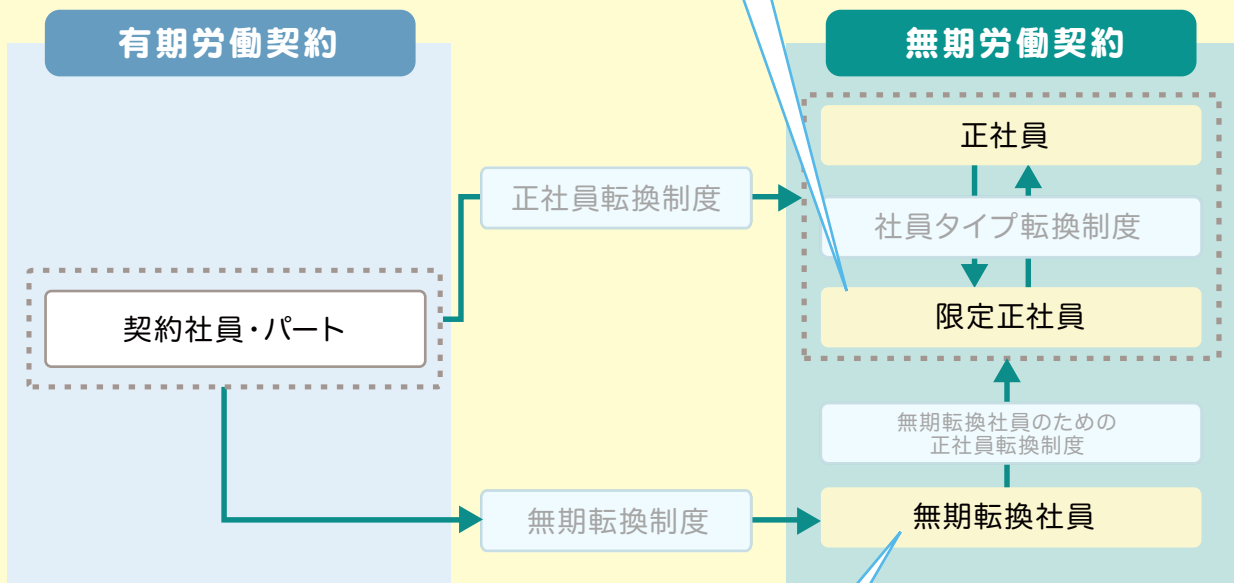 有期労働契約
無期労働契約
正社員
正社員転換制度
社員タイプ転換制度
契約社員・パート
限定正社員
無期転換社員のための
正社員転換制度
無期転換制度
無期転換社員